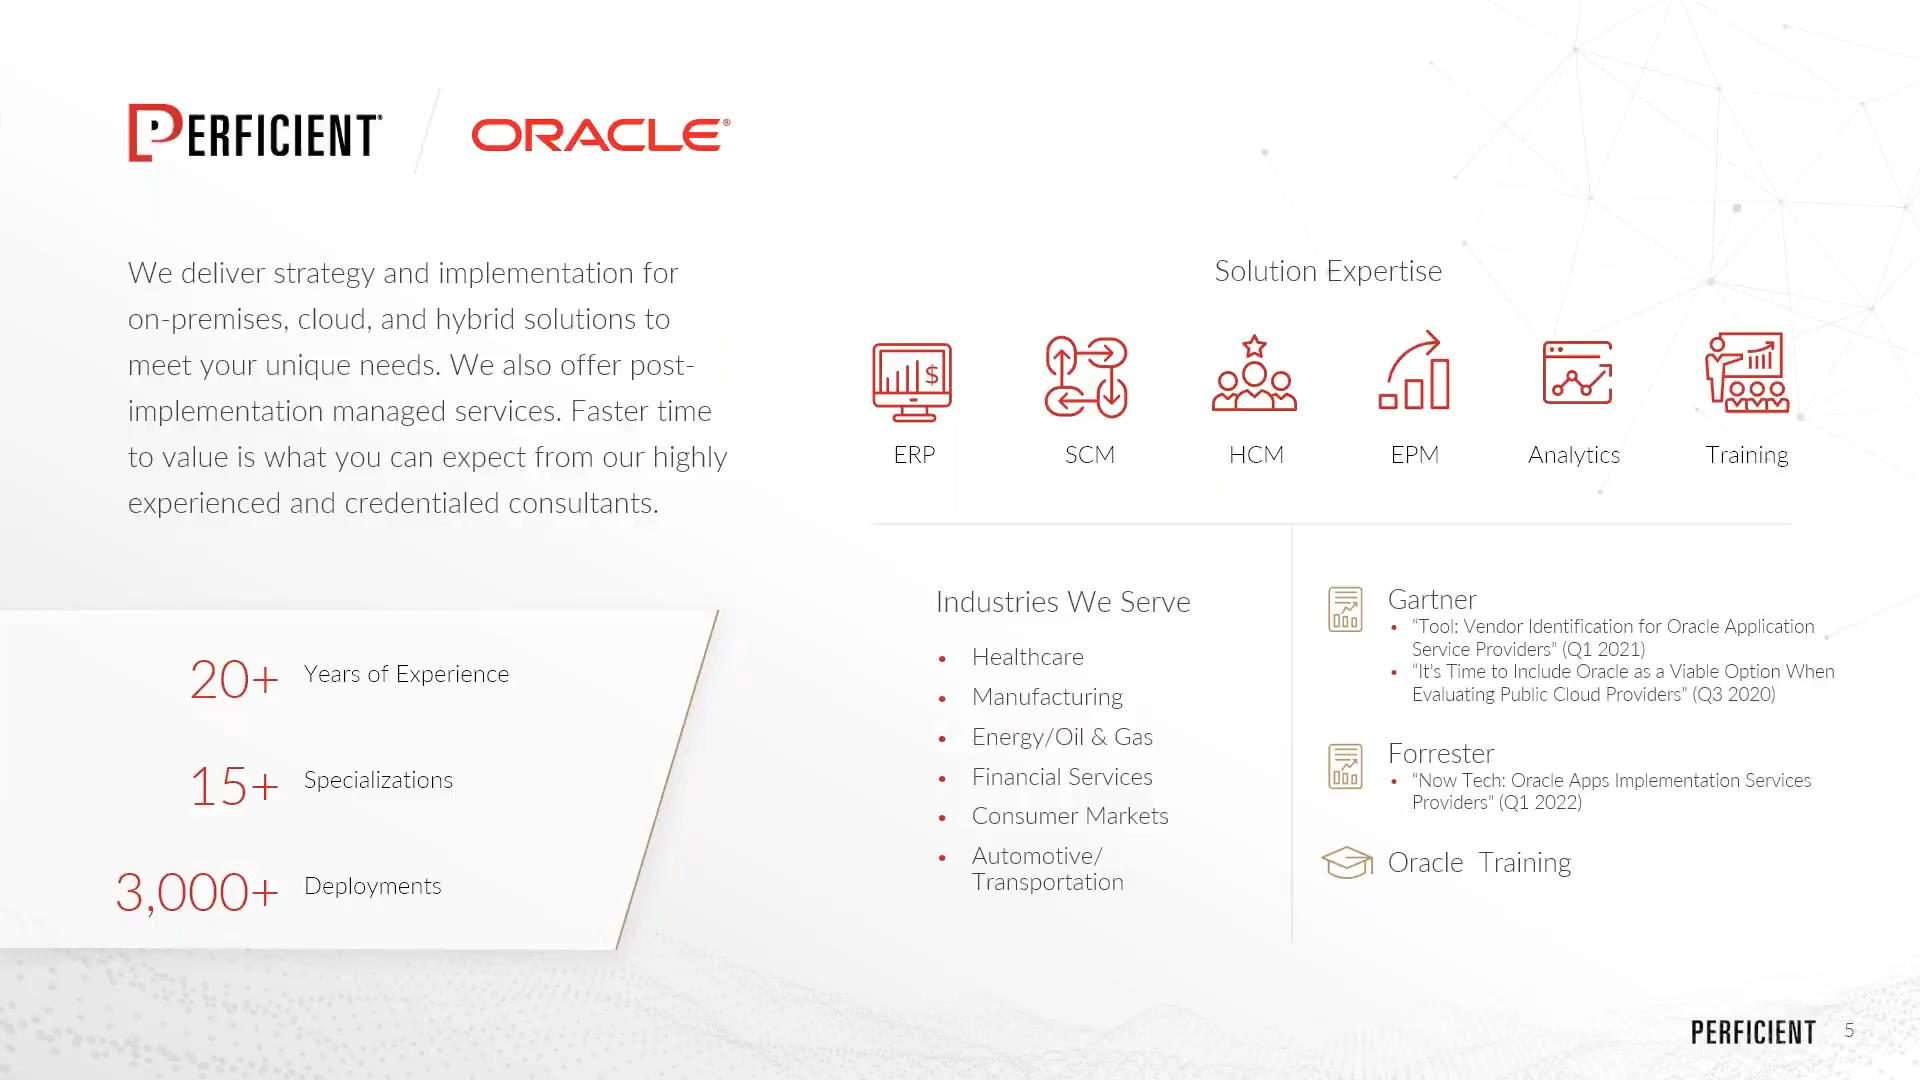 PERFICIENT®
ORACLE®
We deliver strategy and implementation for
on-premises, cloud, and hybrid solutions to
meet your unique needs. We also offer post-
implementation managed services. Faster time
to value is what you can expect from our highly
experienced and credentialed consultants.
20+ Years of Experience
15+ Specializations
3,000+ Deployments
Solution Expertise
ERP SCM HCM EPM Analytics Training
Industries We Serve
• Healthcare
• Manufacturing
• Energy/Oil & Gas
• Financial Services
• Consumer Markets
• Automotive/
Transportation
Gartner
• “Tool: Vendor Identification for Oracle Application
Service Providers” (Q1 2021)
• “It’s Time to Include Oracle as a Viable Option When
Evaluating Public Cloud Providers” (Q3 2020)
Forrester
• “Now Tech: Oracle Apps Implementation Services
Providers” (Q1 2022)
Oracle Training
PERFICIENT 5